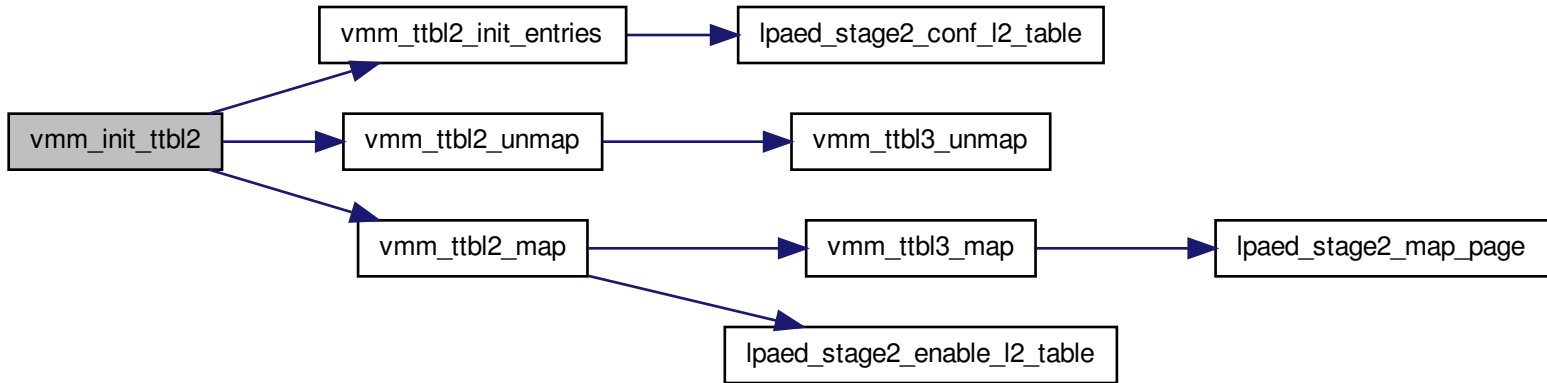 vmm_ttbl2_init_entries
lpaed_stage2_conf_l2_table
vmm_init_ttbl2
vmm_ttbl2_unmap
vmm_ttbl3_unmap
vmm_ttbl2_map
vmm_ttbl3_map
lpaed_stage2_map_page
lpaed_stage2_enable_l2_table